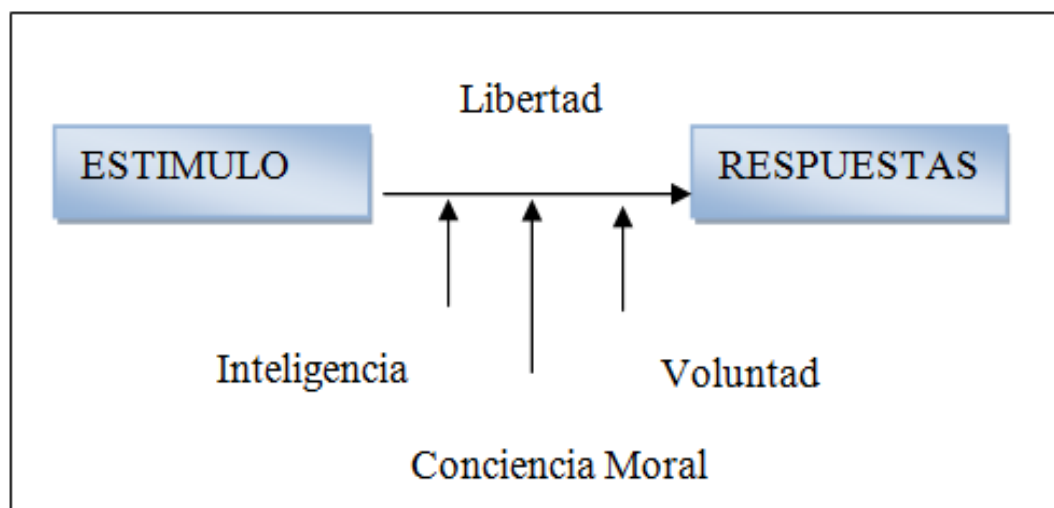 Libertad
ESTIMULO
RESPUESTAS
Inteligencia
Voluntad
Conciencia Moral